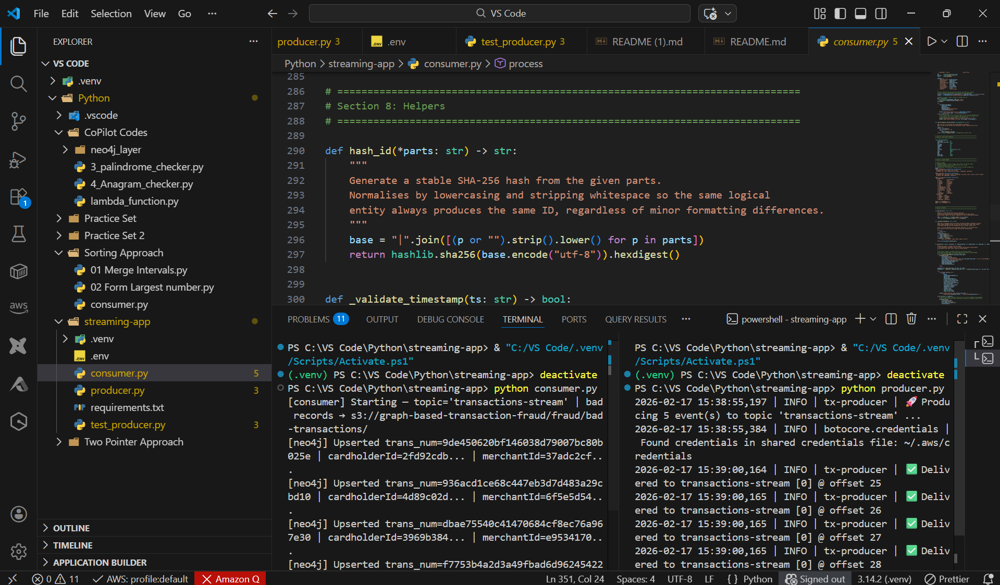 File Edit Selection View Go ...
VS Code
EXPLORER
VS CODE
.venv
Python
.vscode
CoPilot Codes
neo4j_layer
3_palindrome_checker.py
4_Anagram_checker.py
lambda_function.py
Practice Set
Practice Set 2
Sorting Approach
01 Merge Intervals.py
02 Form Largest number.py
consumer.py
streaming-app
.venv
.env
consumer.py 5
producer.py 3
requirements.txt
test_producer.py 3
Two Pointer Approach
OUTLINE
TIMELINE
APPLICATION BUILDER
1
aws
producer.py 3
.env
test_producer.py 3
README (1).md
README.md
consumer.py 5
Python > streaming-app > consumer.py > process
285
286 # =============================================================================
287 # Section 8: Helpers
288 # =============================================================================
289
290 def hash_id(*parts: str) -> str:
291 """
292 Generate a stable SHA-256 hash from the given parts.
293 Normalises by lowercasing and stripping whitespace so the same logical
294 entity always produces the same ID, regardless of minor formatting differences.
295 """
296 base = "|".join([(p or "").strip().lower() for p in parts])
297 return hashlib.sha256(base.encode("utf-8")).hexdigest()
298
299
300 def _validate_timestamp(ts: str) -> bool:
PROBLEMS 11 OUTPUT DEBUG CONSOLE TERMINAL PORTS QUERY RESULTS ...
powershell - streaming-app
PS C:\VS Code\Python\streaming-app> & "C:/VS Code/.venv
/Scripts/Activate.ps1"
(.venv) PS C:\VS Code\Python\streaming-app> deactivate
PS C:\VS Code\Python\streaming-app> python consumer.py
[consumer] Starting — topic='transactions-stream' | bad
records → s3://graph-based-transaction-fraud/fraud/bad
-transactions/
[neo4j] Upserted trans_num=9de450620bf146038d79007bc80b
025e | cardholderId=2fd92cdb... | merchantId=37adc2cf..
.
[neo4j] Upserted trans_num=936acd1ce68c447eb3d7d483a29c
bd10 | cardholderId=4d89c02d... | merchantId=6f5e5d54..
.
[neo4j] Upserted trans_num=dbae75540c41470684cf8ec76a96
7e30 | cardholderId=3969b384... | merchantId=e9534170..
.
[neo4j] Upserted trans_num=f7753b4a2d3a49fbad6d96245422
PS C:\VS Code\Python\streaming-app> & "C:/VS Code/.venv
/Scripts/Activate.ps1"
(.venv) PS C:\VS Code\Python\streaming-app> deactivate
PS C:\VS Code\Python\streaming-app> python producer.py
2026-02-17 15:38:55,197 | INFO | tx-producer | 🚀 Produ
cing 5 event(s) to topic 'transactions-stream' ...
2026-02-17 15:38:55,384 | INFO | botocore.credentials |
Found credentials in shared credentials file: ~/.aws/c
redentials
2026-02-17 15:39:00,164 | INFO | tx-producer | ✅ Deliv
ered to transactions-stream [0] @ offset 25
2026-02-17 15:39:00,165 | INFO | tx-producer | ✅ Deliv
ered to transactions-stream [0] @ offset 26
2026-02-17 15:39:00,165 | INFO | tx-producer | ✅ Deliv
ered to transactions-stream [0] @ offset 27
2026-02-17 15:39:00,165 | INFO | tx-producer | ✅ Deliv
ered to transactions-stream [0] @ offset 28
0 11 AWS: profile:default Amazon Q
Ln 351, Col 24 Spaces: 4 UTF-8 LF { } Python Signed out 3.14.2 (.venv) Prettier